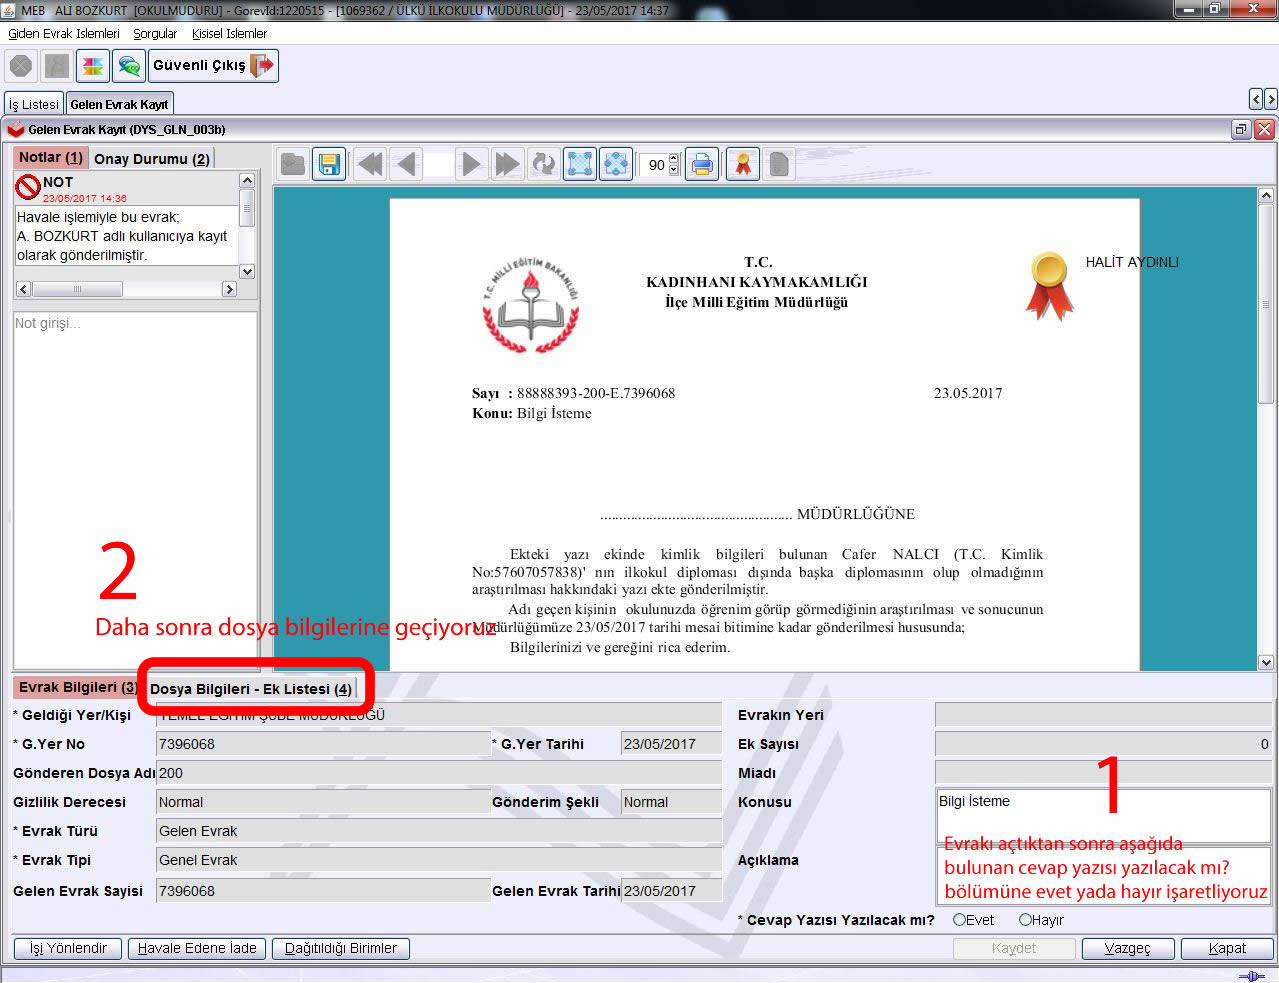 MEB ALİ BOZKURT [OKULMUDURU] - GorevId:1220515 - [1069362 / ÜLKÜ İLKOKULU MÜDÜRLÜĞÜ] - 23/05/2017 14:37
Giden Evrak Islemleri Sorgular Kisisel Islemler
Güvenli Çıkış
İş Listesi Gelen Evrak Kayıt
Gelen Evrak Kayıt (DYS_GLN_003b)
Notlar (1) Onay Durumu (2)
90
NOT
23/05/2017 14:36
Havale işlemiyle bu evrak;
A. BOZKURT adlı kullanıcıya kayıt
olarak gönderilmiştir.
Not girişi...
T.C. MİLLİ EĞİTİM BAKANLIĞI
T.C.
KADINHANI KAYMAKAMLIĞI
İlçe Milli Eğitim Müdürlüğü
HALİT AYDINLI
Sayı : 88888393-200-E.7396068 23.05.2017
Konu: Bilgi İsteme
................................................... MÜDÜRLÜĞÜNE
Ekteki yazı ekinde kimlik bilgileri bulunan Cafer NALCI (T.C. Kimlik
No:57607057838)' nın ilkokul diploması dışında başka diplomasının olup olmadığının
araştırılması hakkındaki yazı ekte gönderilmiştir.
Adı geçen kişinin okulunuzda öğrenim görüp görmediğinin araştırılması ve sonucunun
Müdürlüğümüze 23/05/2017 tarihi mesai bitimine kadar gönderilmesi hususunda;
Bilgilerinizi ve gereğini rica ederim.
2
Daha sonra dosya bilgilerine geçiyoruz
Evrak Bilgileri (3) Dosya Bilgileri - Ek Listesi (4)
* Geldiği Yer/Kişi TEMEL EĞİTİM ŞUBE MÜDÜRLÜĞÜ
* G.Yer No 7396068 * G.Yer Tarihi 23/05/2017
Gönderen Dosya Adı 200
Gizlilik Derecesi Normal Gönderim Şekli Normal
* Evrak Türü Gelen Evrak
* Evrak Tipi Genel Evrak
Gelen Evrak Sayisi 7396068 Gelen Evrak Tarihi 23/05/2017
Evrakın Yeri
Ek Sayısı 0
Miadı
Konusu Bilgi İsteme
Açıklama
1
Evrakı açtıktan sonra aşağıda
bulunan cevap yazısı yazılacak mı?
bölümüne evet yada hayır işaretliyoruz
* Cevap Yazısı Yazılacak mı? Evet Hayır
İşi Yönlendir Havale Edene İade Dağıtıldığı Birimler Kaydet Vazgeç Kapat